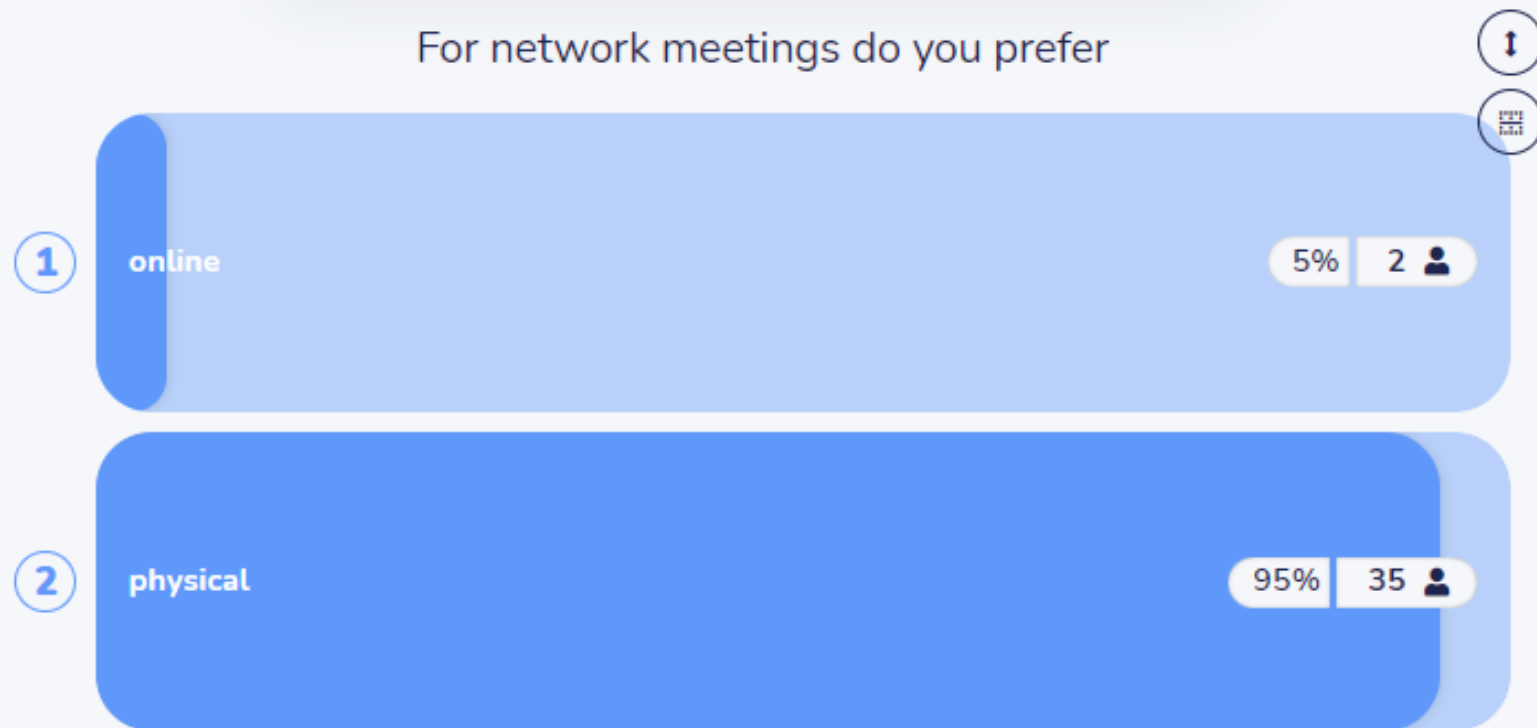 For network meetings do you prefer
1 online 5% 2
2 physical 95% 35